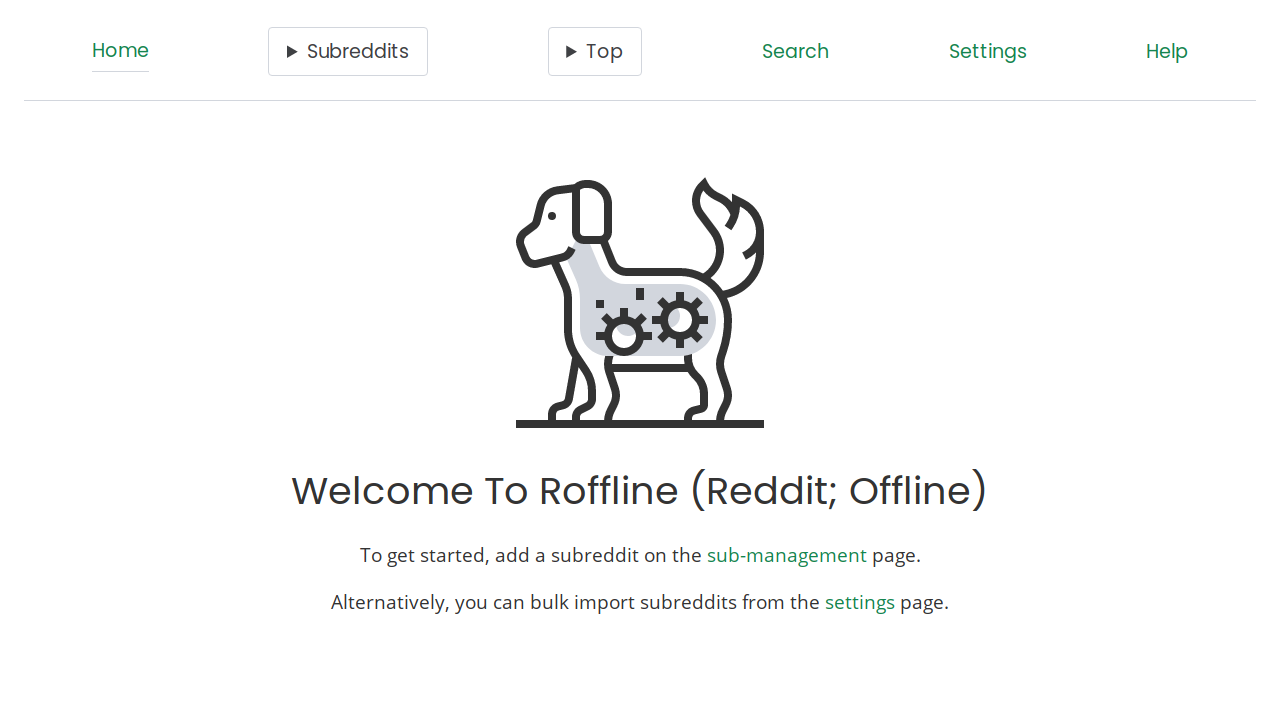 Home
Subreddits
Top
Search
Settings
Help
Welcome To Roffline (Reddit; Offline)
To get started, add a subreddit on the sub-management page.
Alternatively, you can bulk import subreddits from the settings page.